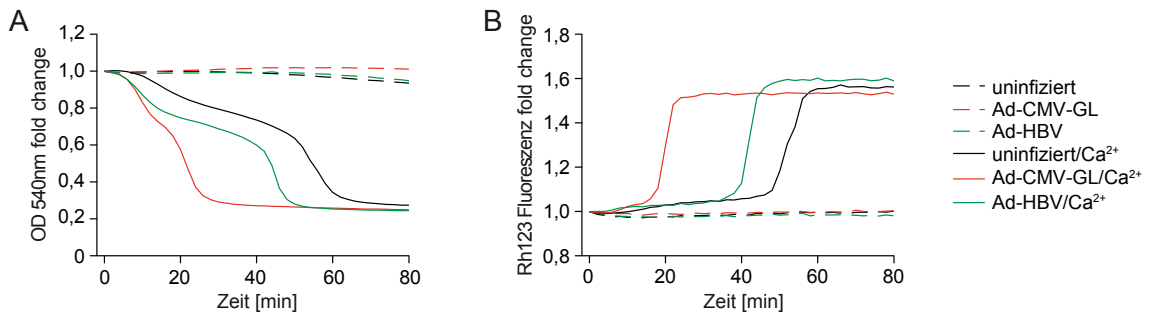 A
OD 540nm fold change
1,2
1,0
0,8
0,6
0,4
0,2
0
0 20 40 60 80
Zeit [min]
B
Rh123 Fluoreszenz fold change
1,8
1,6
1,4
1,2
1,0
0,8
0 20 40 60 80
Zeit [min]
uninfiziert
Ad-CMV-GL
Ad-HBV
uninfiziert/Ca²⁺
Ad-CMV-GL/Ca²⁺
Ad-HBV/Ca²⁺